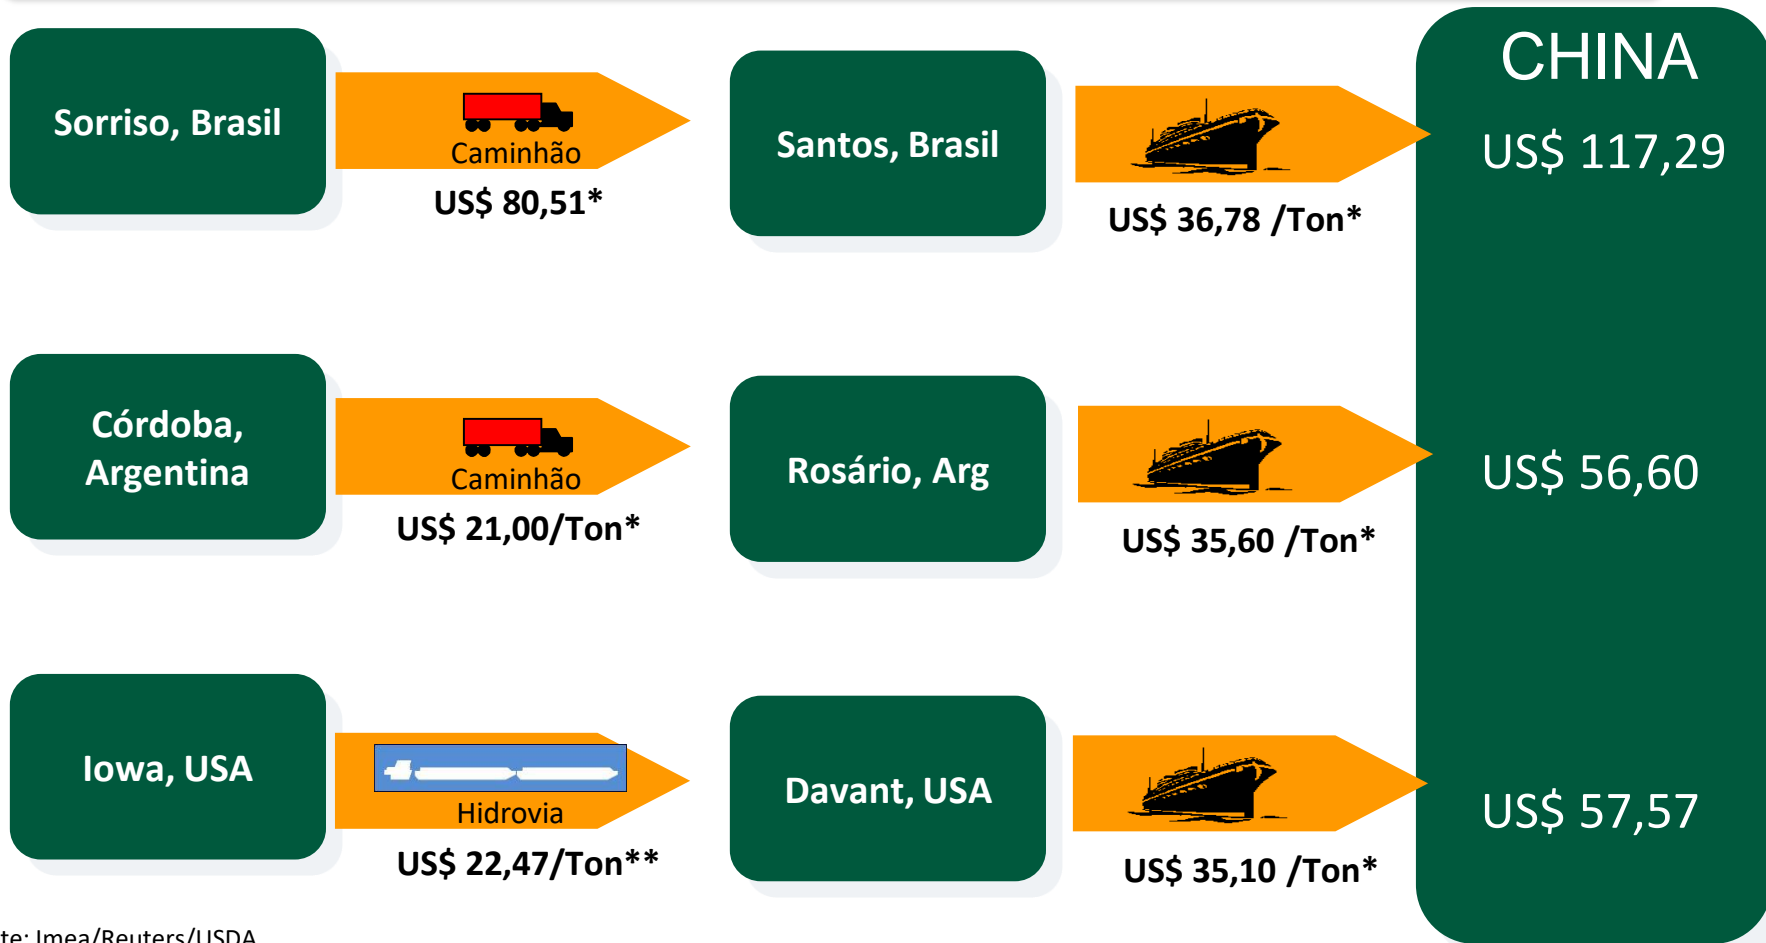 CHINA
Sorriso, Brasil
Caminhão
US$ 80,51*
Santos, Brasil
US$ 36,78 /Ton*
US$ 117,29
Córdoba,
Argentina
Caminhão
US$ 21,00/Ton*
Rosário, Arg
US$ 35,60 /Ton*
US$ 56,60
Iowa, USA
Hidrovia
US$ 22,47/Ton**
Davant, USA
US$ 35,10 /Ton*
US$ 57,57
te: Imea/Reuters/USDA